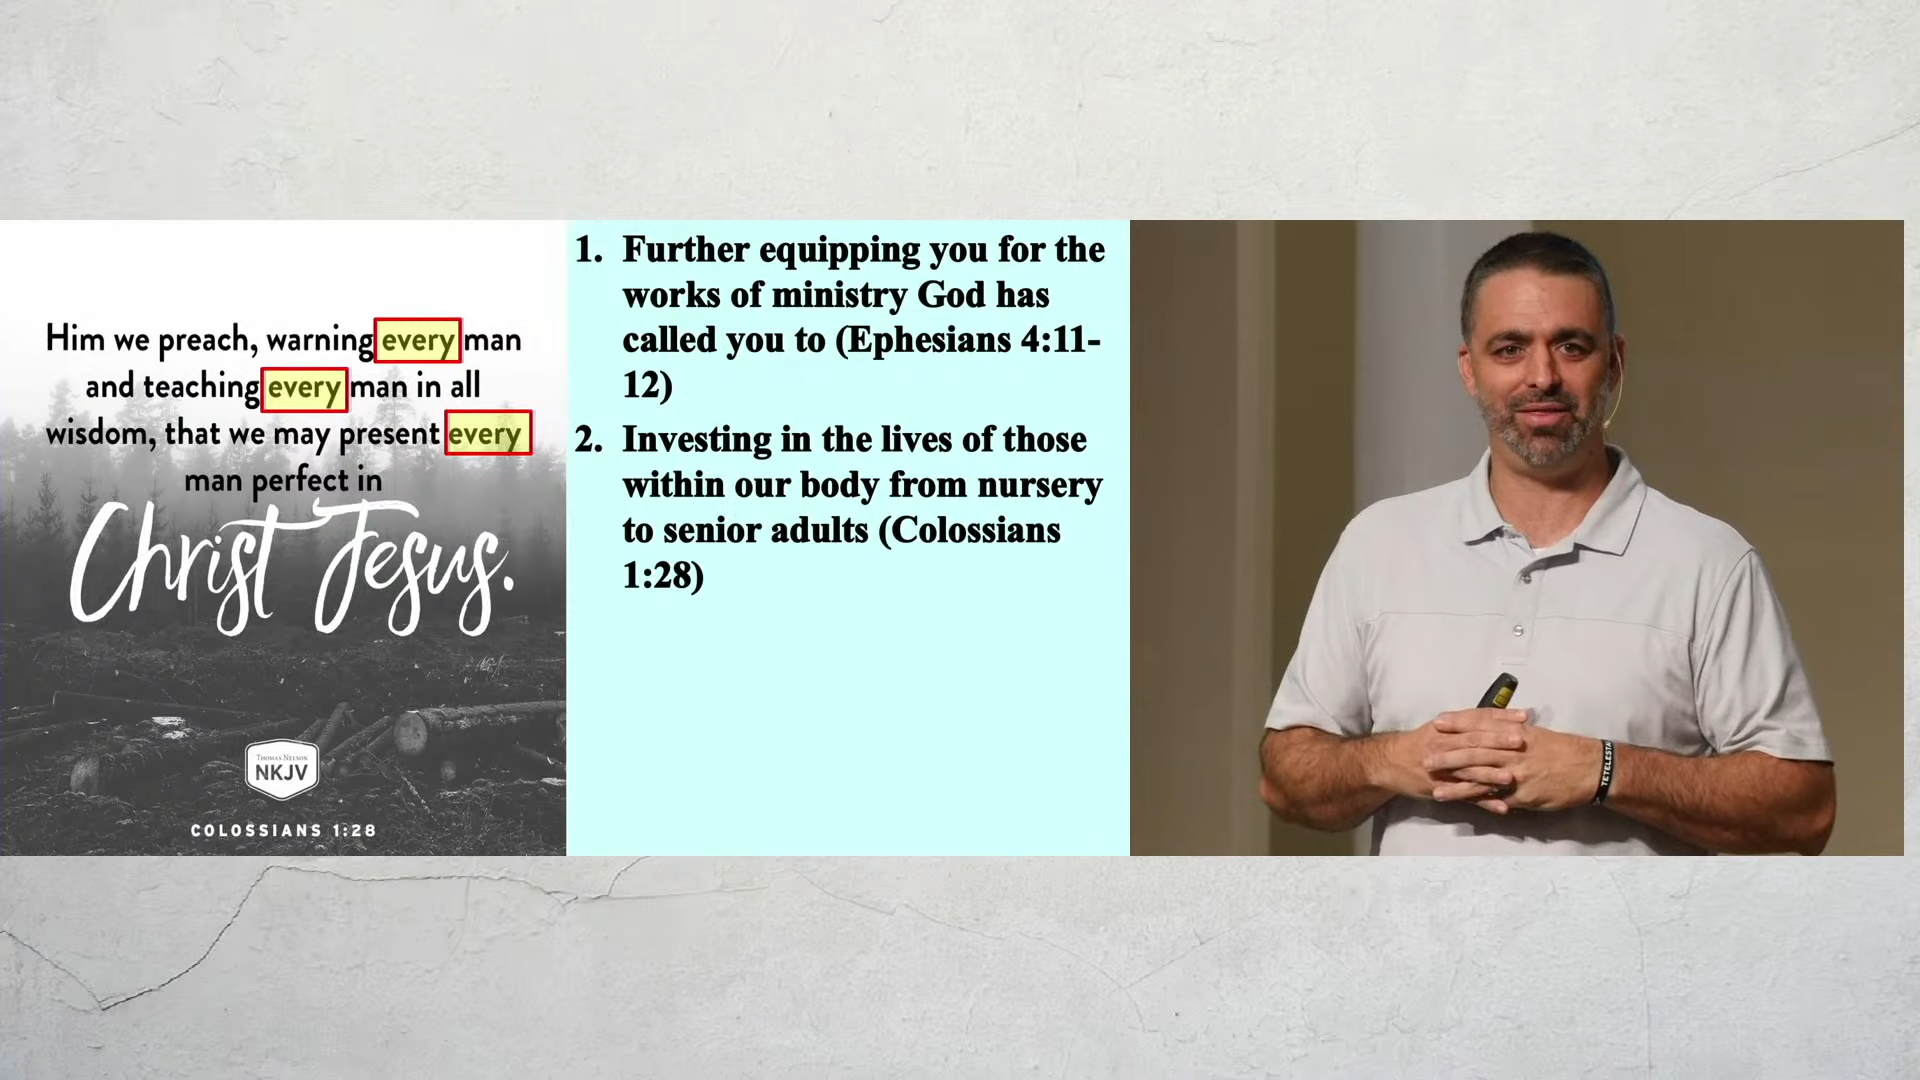 Him we preach, warning every man
and teaching every man in all
wisdom, that we may present every
man perfect in
Christ Jesus.
THOMAS NELSON
NKJV
COLOSSIANS 1:28
1. Further equipping you for the
works of ministry God has
called you to (Ephesians 4:11-
12)
2. Investing in the lives of those
within our body from nursery
to senior adults (Colossians
1:28)
TETELESTAI